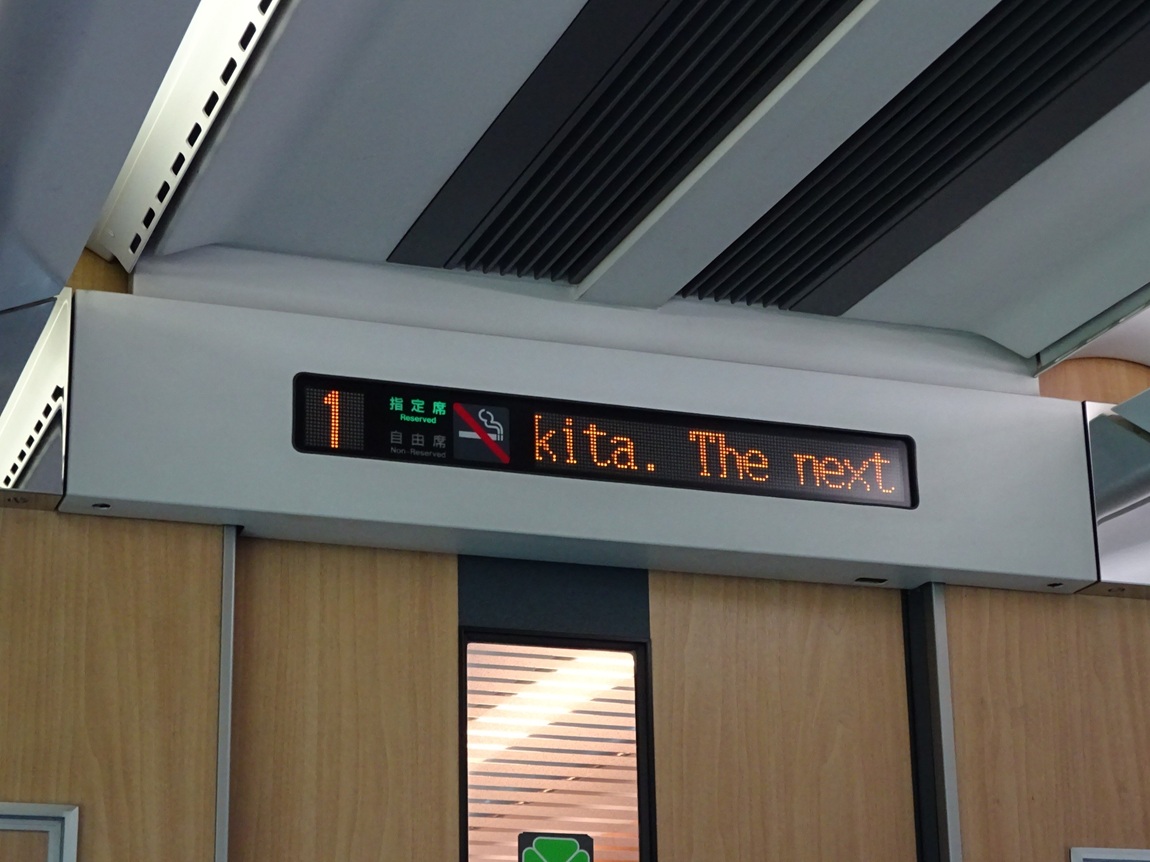 1
指定席
Reserved
自由席
Non-Reserved
kita. The next